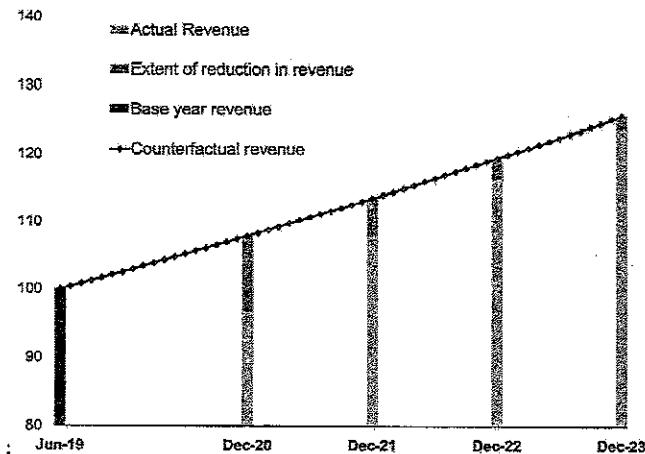 140
Actual Revenue
130
Extent of reduction in revenue
Base year revenue
120
Counterfactual revenue
110
100
90
80
: Jun-19 Dec-20 Dec-21 Dec-22 Dec-23